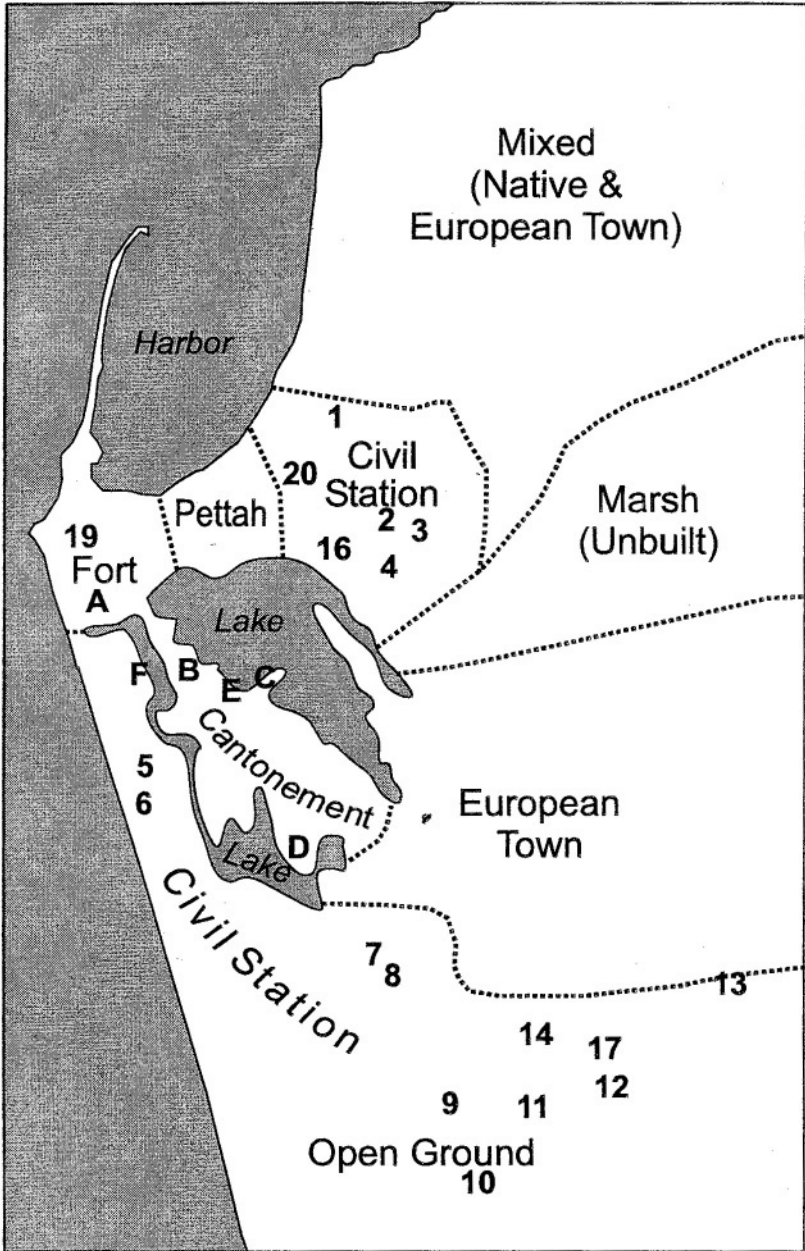 Mixed
(Native &
European Town)
Harbor
1
Civil
Station
20
2
3
Pettah
Marsh
(Unbuilt)
16
4
19
Fort
A
Lake
F
B
E
C
Cantonement
5
6
European
Town
D
Lake
Civil Station
7
8
13
14
17
12
9
11
Open Ground
10